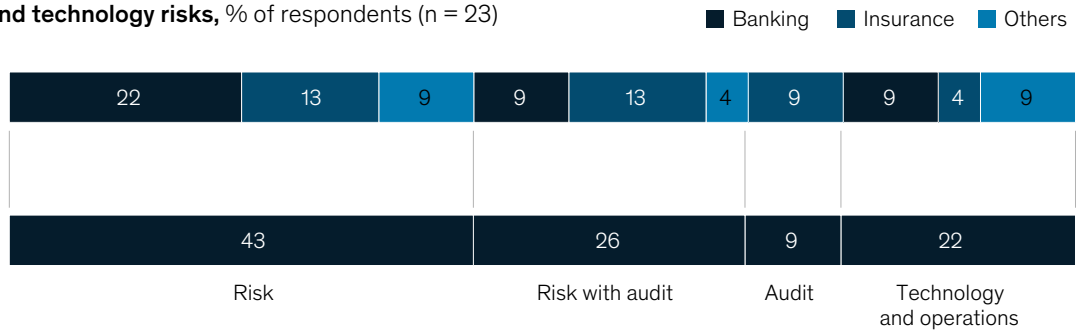 nd technology risks, % of respondents (n = 23)
Banking Insurance Others
22 13 9 9 13 4 9 9 4 9
43 26 9 22
Risk Risk with audit Audit Technology
and operations